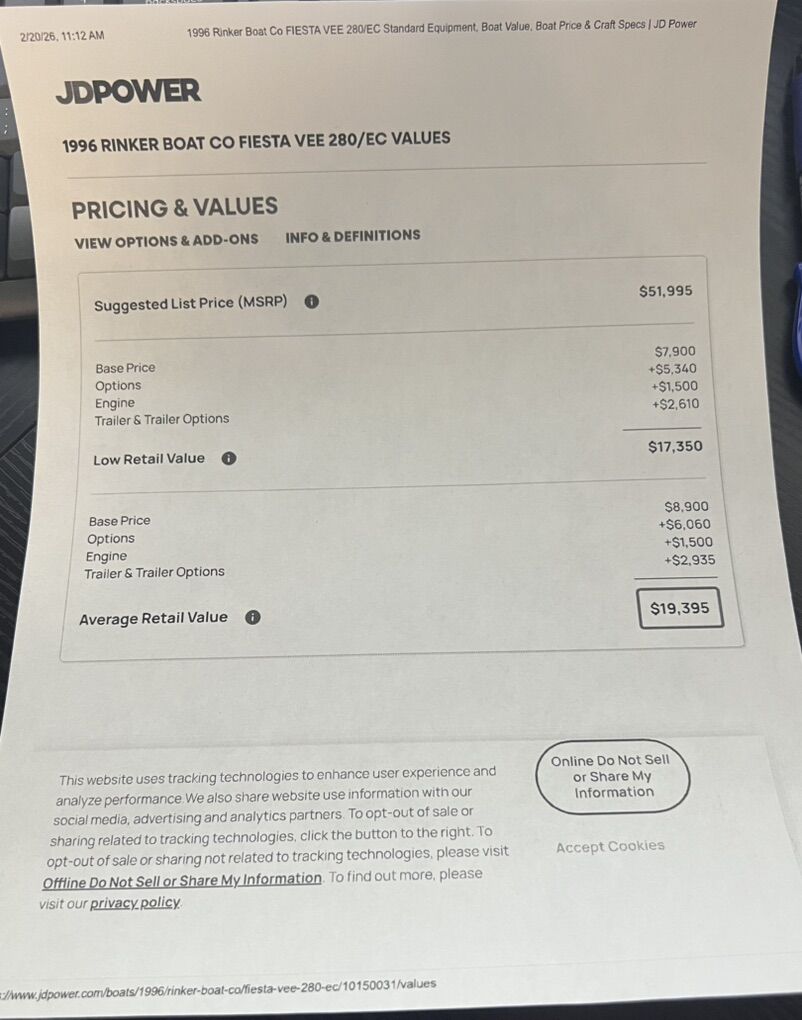 2/20/26, 11:12 AM
1996 Rinker Boat Co FIESTA VEE 280/EC Standard Equipment, Boat Value, Boat Price & Craft Specs | JD Power
JDPOWER
1996 RINKER BOAT CO FIESTA VEE 280/EC VALUES
PRICING & VALUES
VIEW OPTIONS & ADD-ONS INFO & DEFINITIONS
Suggested List Price (MSRP) i $51,995
Base Price $7,900
Options +$5,340
Engine +$1,500
Trailer & Trailer Options +$2,610
Low Retail Value i $17,350
Base Price $8,900
Options +$6,060
Engine +$1,500
Trailer & Trailer Options +$2,935
Average Retail Value i $19,395
This website uses tracking technologies to enhance user experience and
analyze performance. We also share website use information with our
social media, advertising and analytics partners. To opt-out of sale or
sharing related to tracking technologies, click the button to the right. To
opt-out of sale or sharing not related to tracking technologies, please visit
Offline Do Not Sell or Share My Information. To find out more, please
visit our privacy policy.
Online Do Not Sell
or Share My
Information
Accept Cookies
://www.jdpower.com/boats/1996/rinker-boat-co/fiesta-vee-280-ec/10150031/values